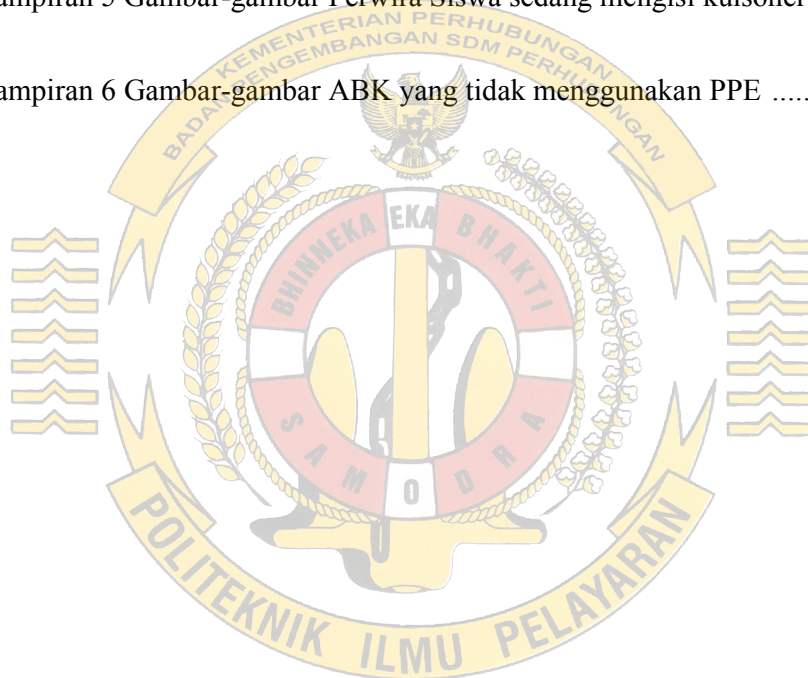 ampiran 5 Gambar-gambar Perwira Siswa sedang mengisi kuisoner
KEMENTERIAN PERHUBUNGAN
BADAN PENGEMBANGAN SDM PERHUBUNGAN
ampiran 6 Gambar-gambar ABK yang tidak menggunakan PPE .....
BHINNEKA EKA BHAKTI
SAMODRA
POLITEKNIK ILMU PELAYARAN